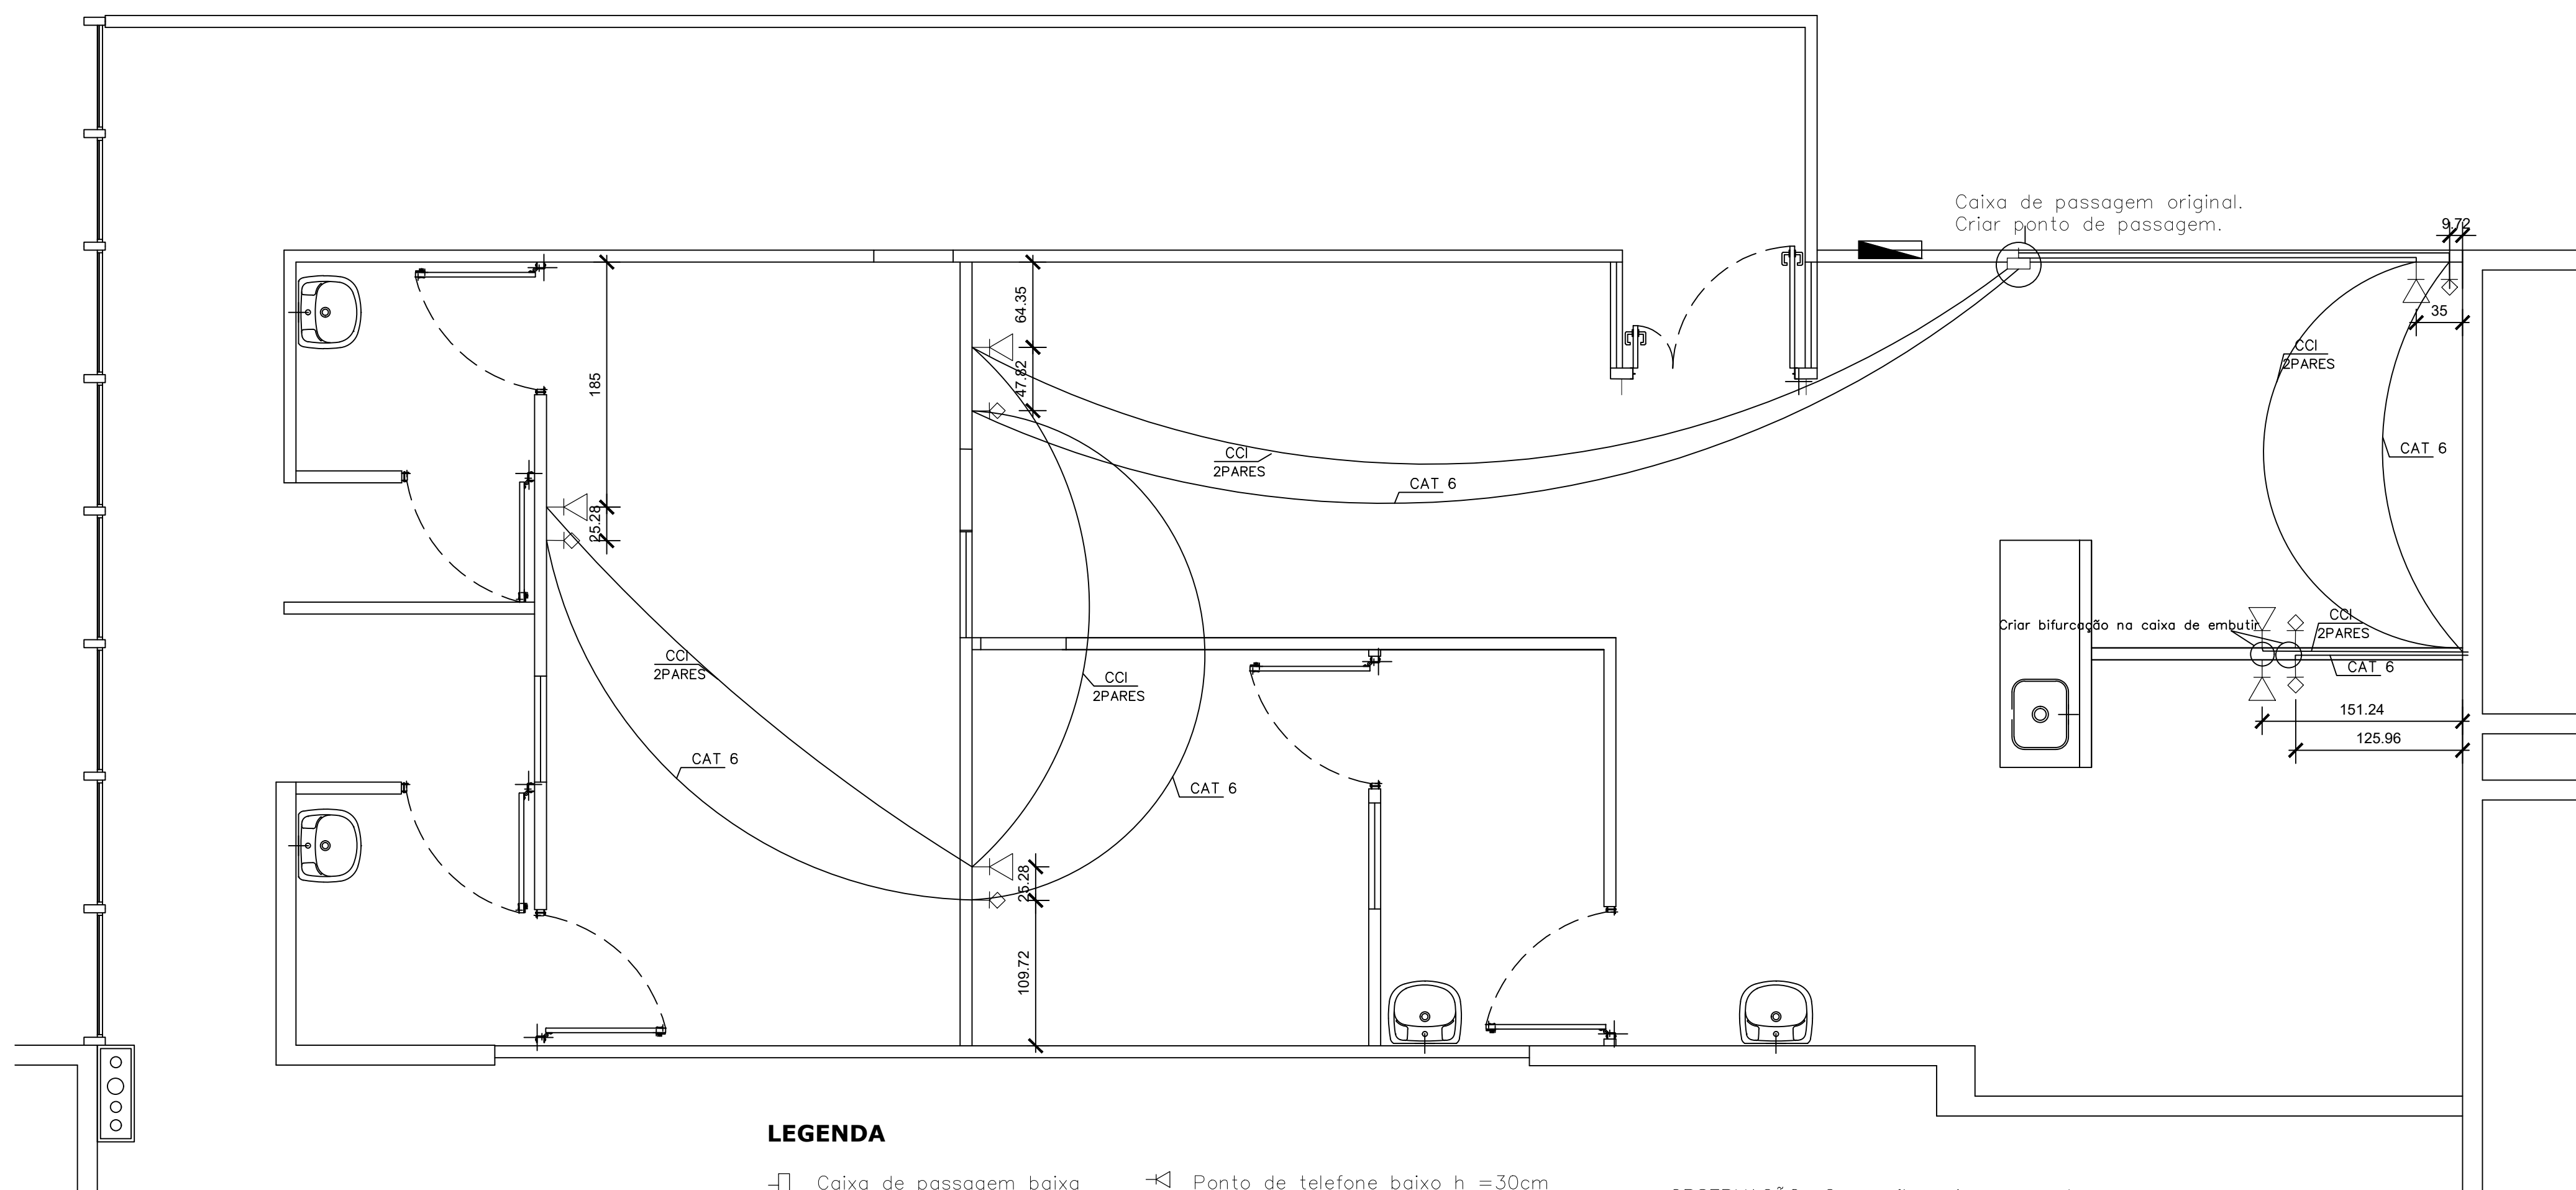 Caixa de passagem original.
Criar ponto de passagem.
9.72
35
64.35
47.82
185
25.28
CCI
2PARES
CAT 6
CCI
2PARES
CAT 6
Criar bifurcação na caixa de embutir
CCI
2PARES
CAT 6
151.24
125.96
CCI
2PARES
CAT 6
CCI
2PARES
CAT 6
25.28
109.72
LEGENDA
Caixa de passagem baixa
Ponto de telefone baixo h =30cm